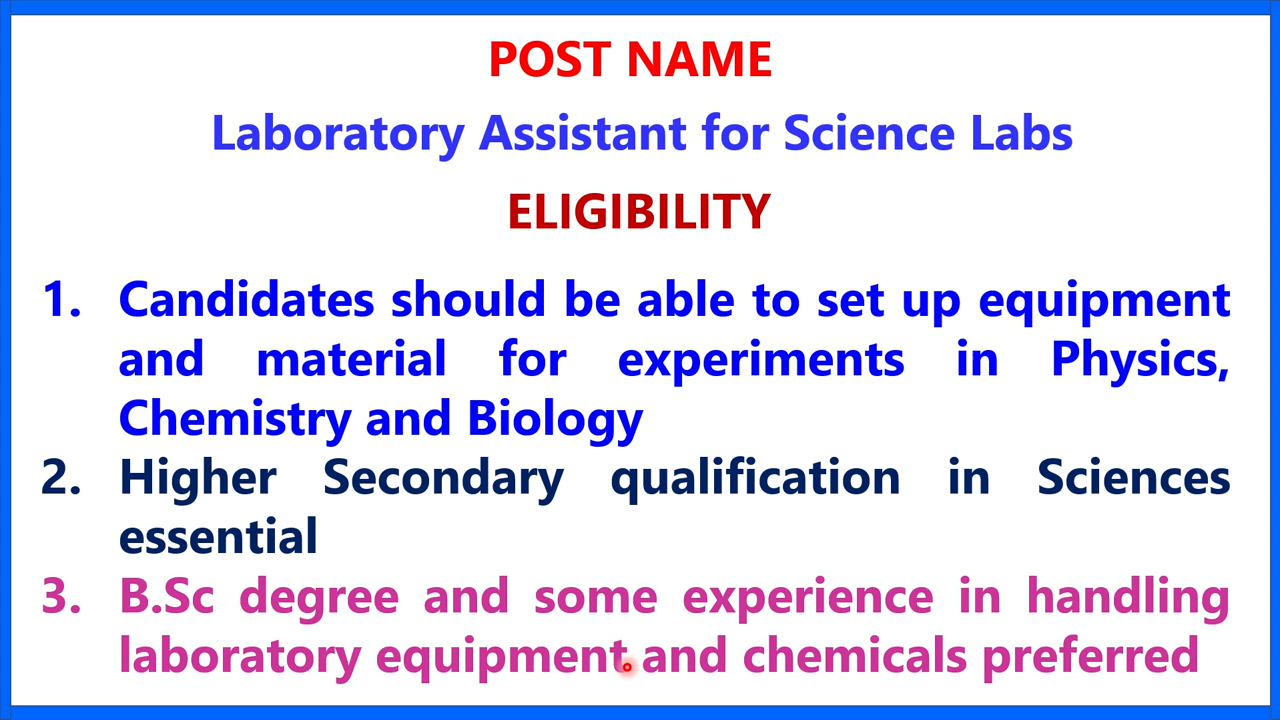 POST NAME
Laboratory Assistant for Science Labs
ELIGIBILITY
1. Candidates should be able to set up equipment
and material for experiments in Physics,
Chemistry and Biology
2. Higher Secondary qualification in Sciences
essential
3. B.Sc degree and some experience in handling
laboratory equipment and chemicals preferred